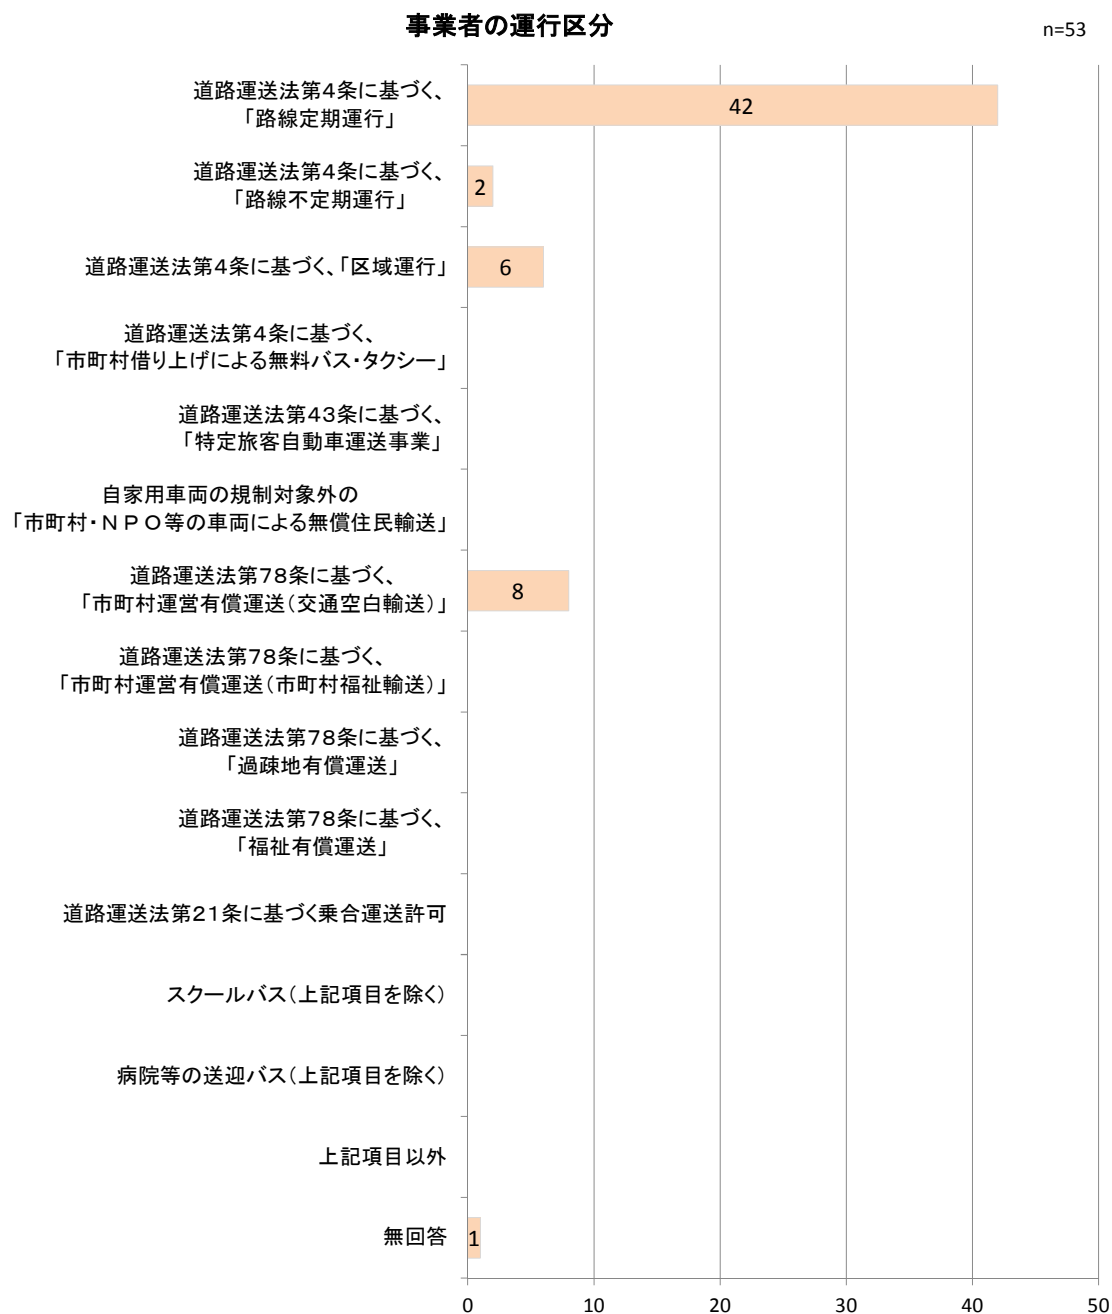 事業者の運行区分
n=53
道路運送法第4条に基づく、
「路線定期運行」
42
道路運送法第4条に基づく、
「路線不定期運行」
2
道路運送法第4条に基づく、「区域運行」
6
道路運送法第4条に基づく、
「市町村借り上げによる無料バス・タクシー」
道路運送法第43条に基づく、
「特定旅客自動車運送事業」
自家用車両の規制対象外の
「市町村・ＮＰＯ等の車両による無償住民輸送」
道路運送法第78条に基づく、
「市町村運営有償運送（交通空白輸送）」
8
道路運送法第78条に基づく、
「市町村運営有償運送（市町村福祉輸送）」
道路運送法第78条に基づく、
「過疎地有償運送」
道路運送法第78条に基づく、
「福祉有償運送」
道路運送法第21条に基づく乗合運送許可
スクールバス（上記項目を除く）
病院等の送迎バス（上記項目を除く）
上記項目以外
無回答
1
0 10 20 30 40 50